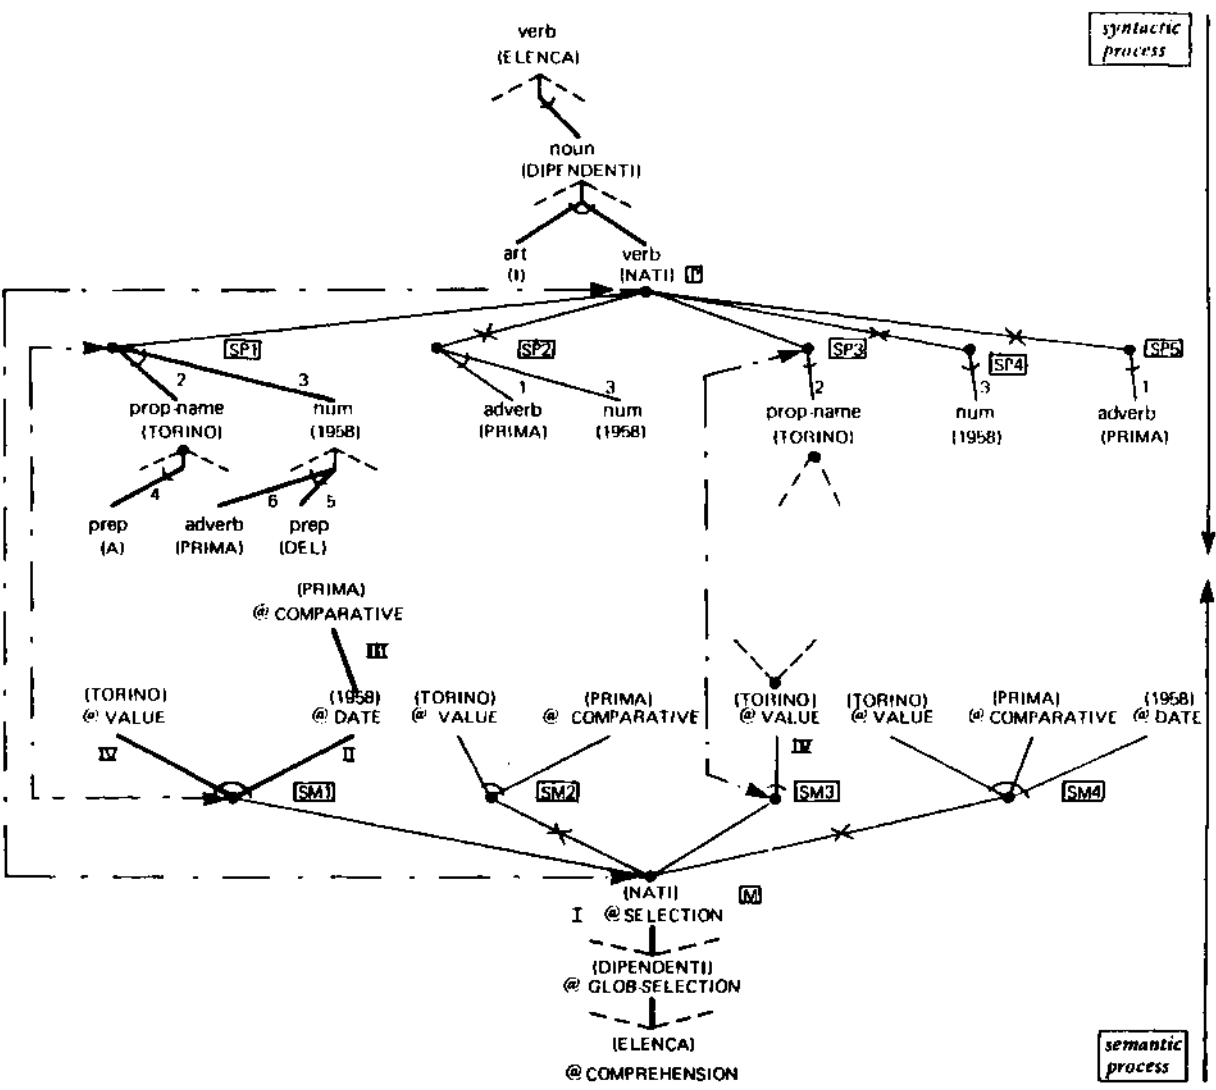 verb
(ELENCA)
syntactic
process
noun
(DIPENDENTI)
art
(I)
verb
(NATI)
P
SP1
SP2
SP3
SP4
SP5
2
3
1
3
2
3
1
prop-name
(TORINO)
num
(1958)
adverb
(PRIMA)
num
(1958)
prop-name
(TORINO)
num
(1958)
adverb
(PRIMA)
4
6
5
prep
(A)
adverb
(PRIMA)
prep
(DEL)
(PRIMA)
@ COMPARATIVE
III
(TORINO)
@ VALUE
(1958)
@ DATE
(TORINO)
@ VALUE
(PRIMA)
@ COMPARATIVE
(TORINO)
@ VALUE
(TORINO)
@ VALUE
(PRIMA)
@ COMPARATIVE
(1958)
@ DATE
IV
II
IV
SM1
SM2
SM3
SM4
(NATI)
M
I @ SELECTION
(DIPENDENTI)
@ GLOB-SELECTION
(ELENCA)
@ COMPREHENSION
semantic
process